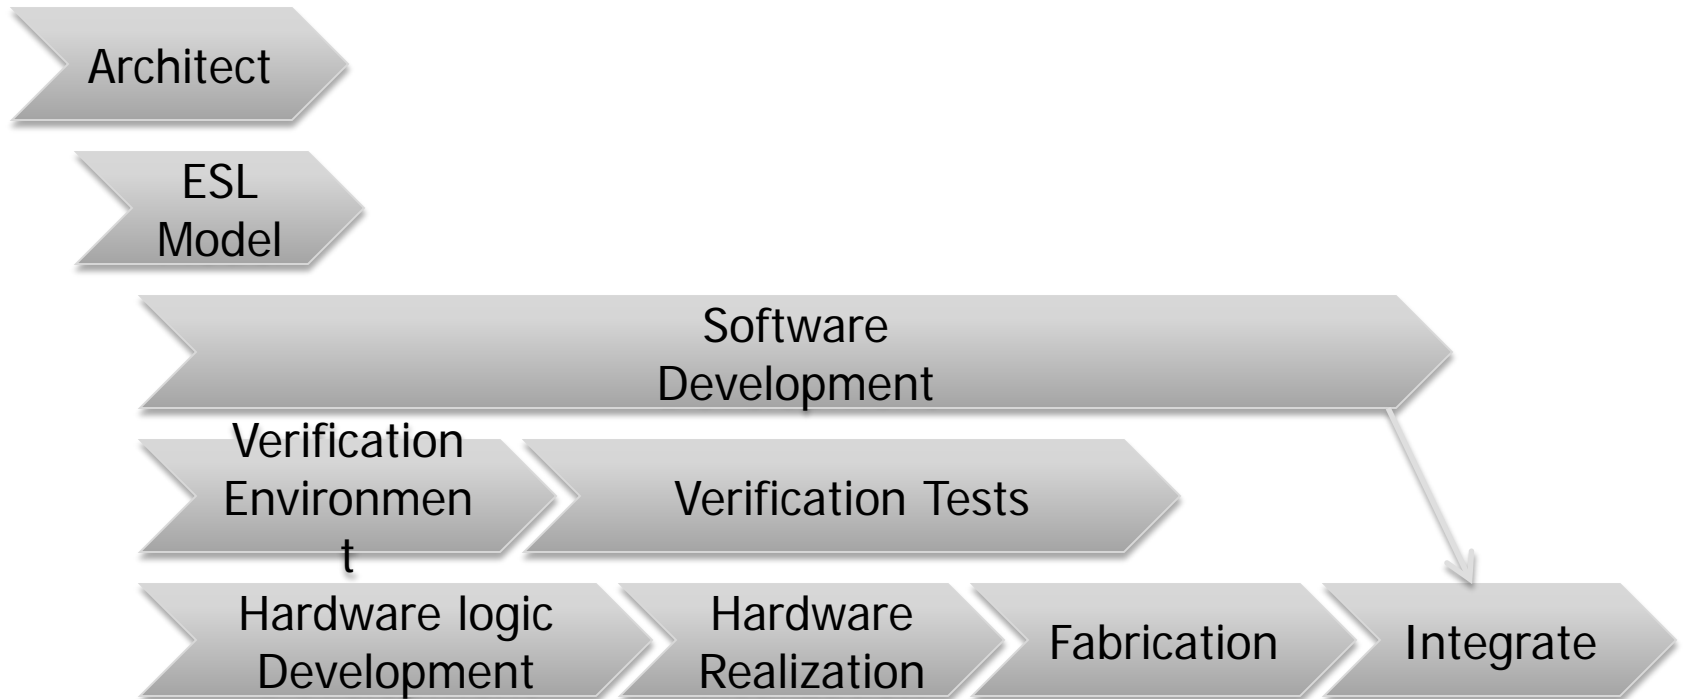 Architect
ESL
Model
Software
Development
Verification
Environmen
t
Verification Tests
Hardware logic
Development
Hardware
Realization
Fabrication
Integrate